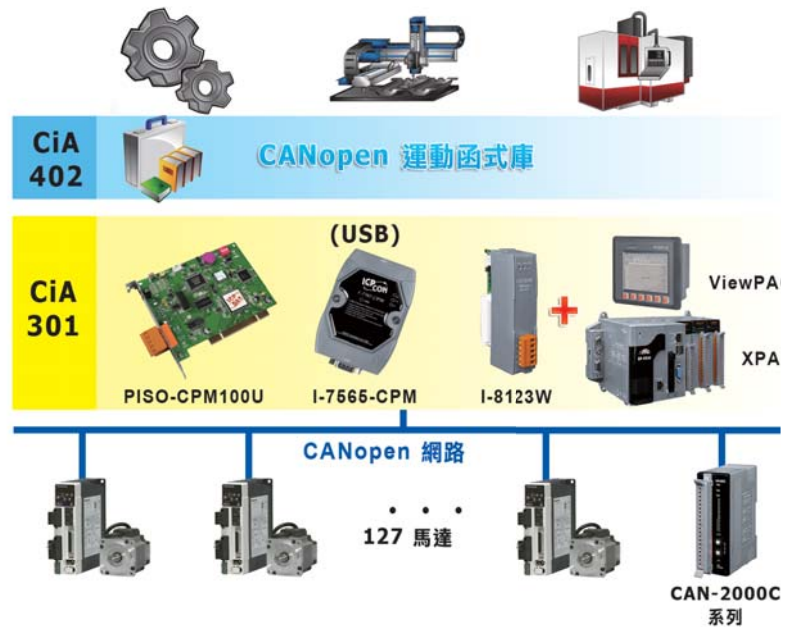 CiA
402
CANopen 運動函式庫
(USB)
CiA
301
ViewPA
XPA
PISO-CPM100U
I-7565-CPM
I-8123W
CANopen 網路
127 馬達
CAN-2000C
系列